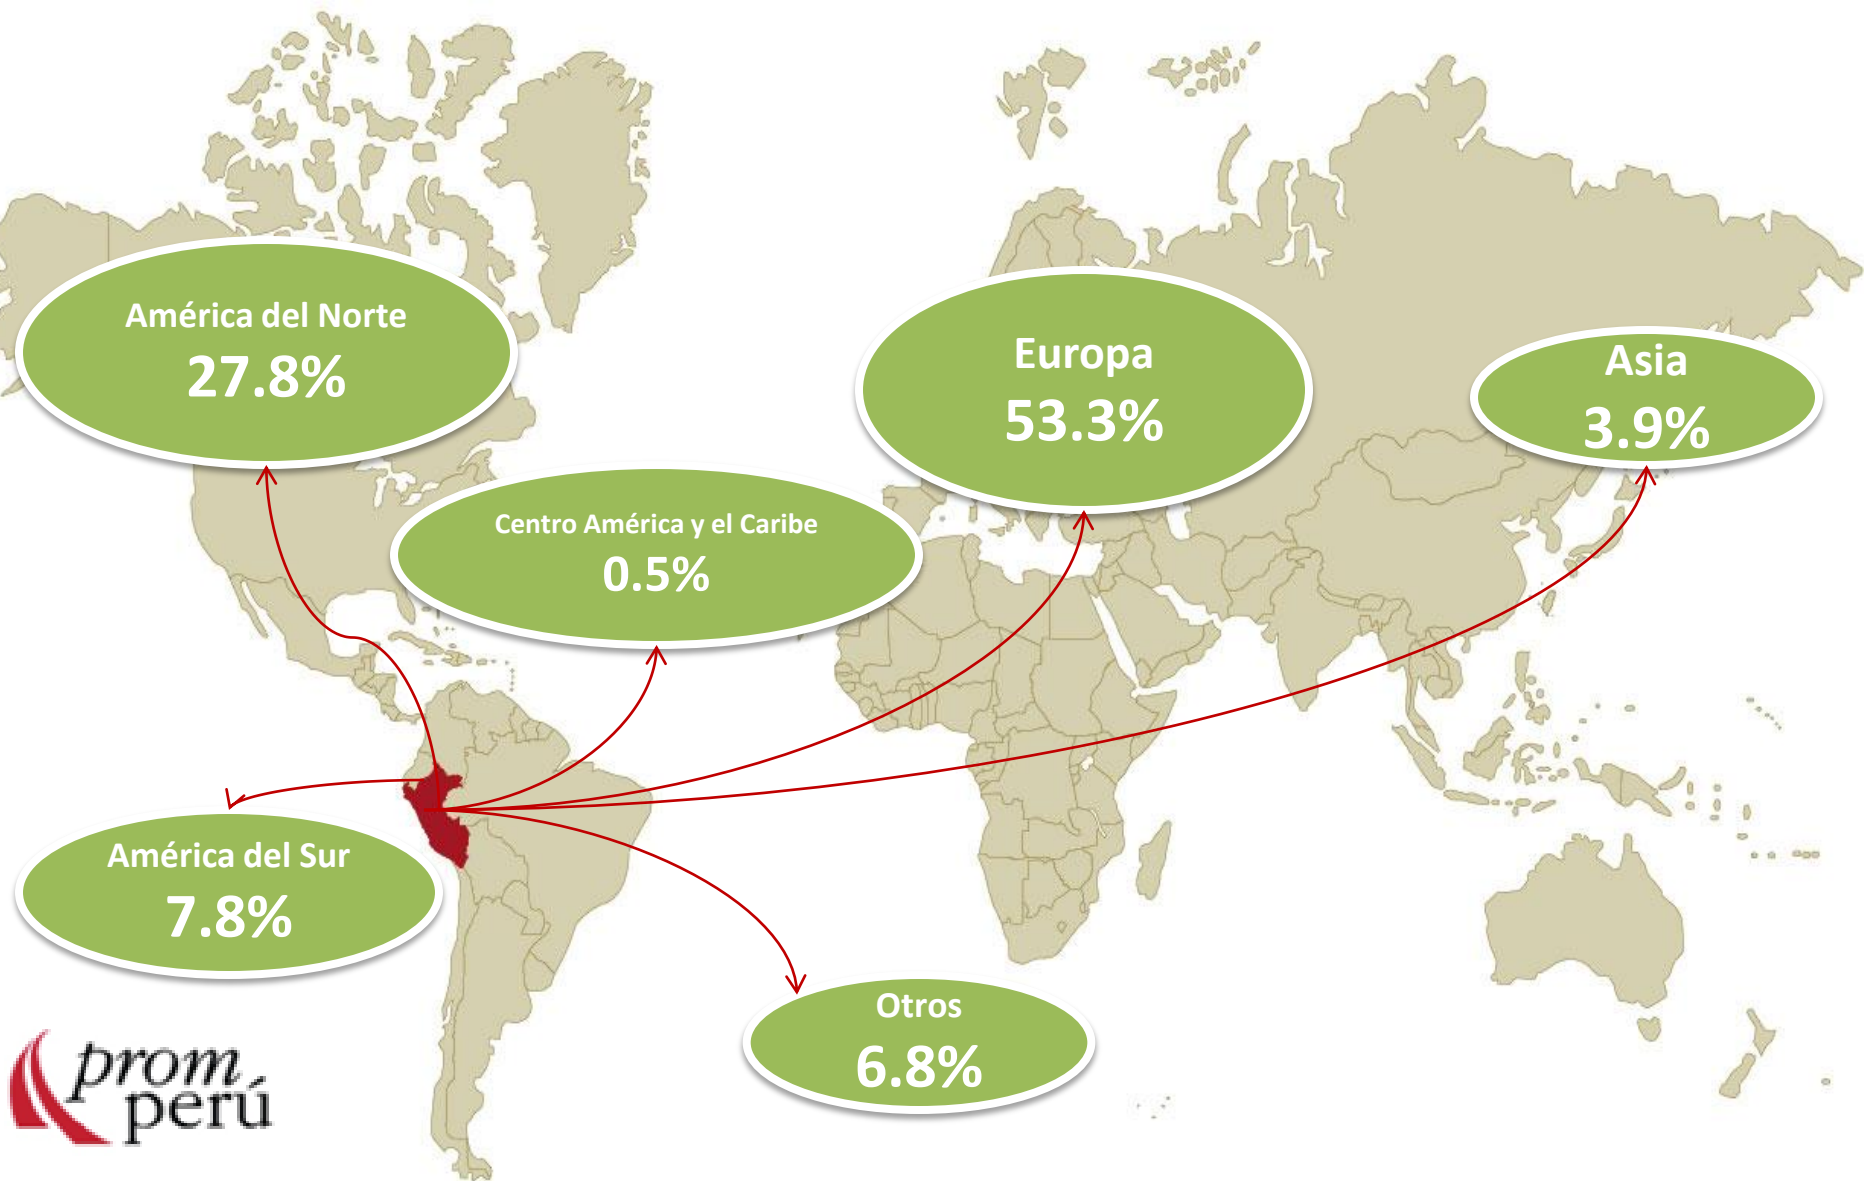 América del Norte
27.8%
Europa
53.3%
Asia
3.9%
Centro América y el Caribe
0.5%
América del Sur
7.8%
Otros
6.8%
prom
perú